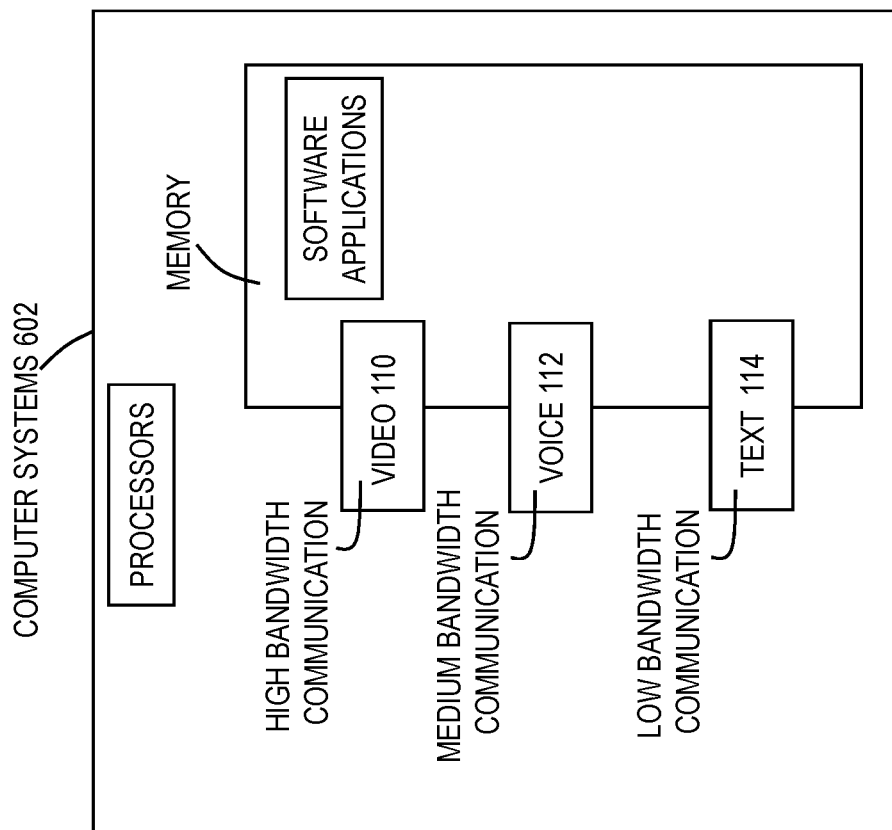 COMPUTER SYSTEMS 602
PROCESSORS
MEMORY
SOFTWARE
APPLICATIONS
HIGH BANDWIDTH
COMMUNICATION
VIDEO 110
MEDIUM BANDWIDTH
COMMUNICATION
VOICE 112
LOW BANDWIDTH
COMMUNICATION
TEXT 114